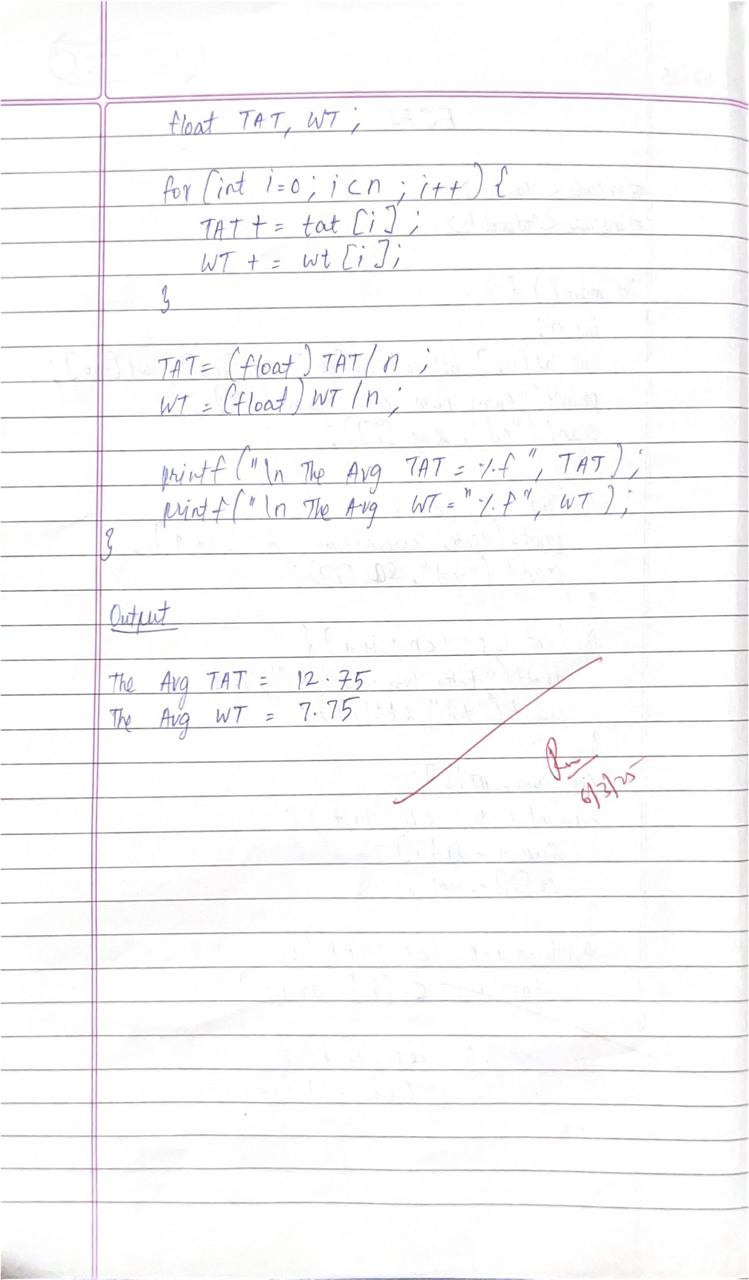 float TAT, WT;
for (int i=0; i<n; i++) {
TAT += tat[i];
WT += wt[i];
}
TAT = (float) TAT/n;
WT = (float) WT/n;
printf ("\n The Avg TAT = %.f", TAT);
printf ("\n The Avg WT = "%.f", WT);
}
Output
The Avg TAT = 12.75
The Avg WT = 7.75
6/3/25